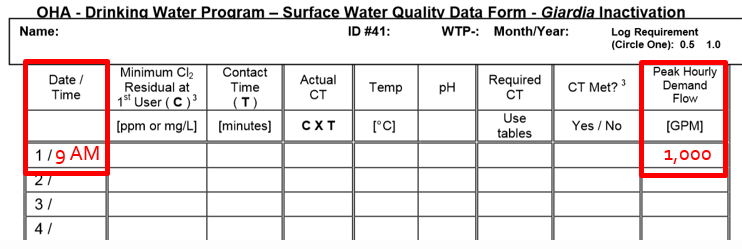 OHA - Drinking Water Program – Surface Water Quality Data Form - Giardia Inactivation
Name: ID #41: WTP-: Month/Year: Log Requirement
(Circle One): 0.5 1.0
Date / Time Minimum Cl2 Residual at 1st User ( C ) 3 Contact Time ( T ) Actual CT Temp pH Required CT CT Met? 3 Peak Hourly Demand Flow
[ppm or mg/L] [minutes] C X T [°C] Use tables Yes / No [GPM]
1 / 9 AM 1,000
2 /
3 /
4 /